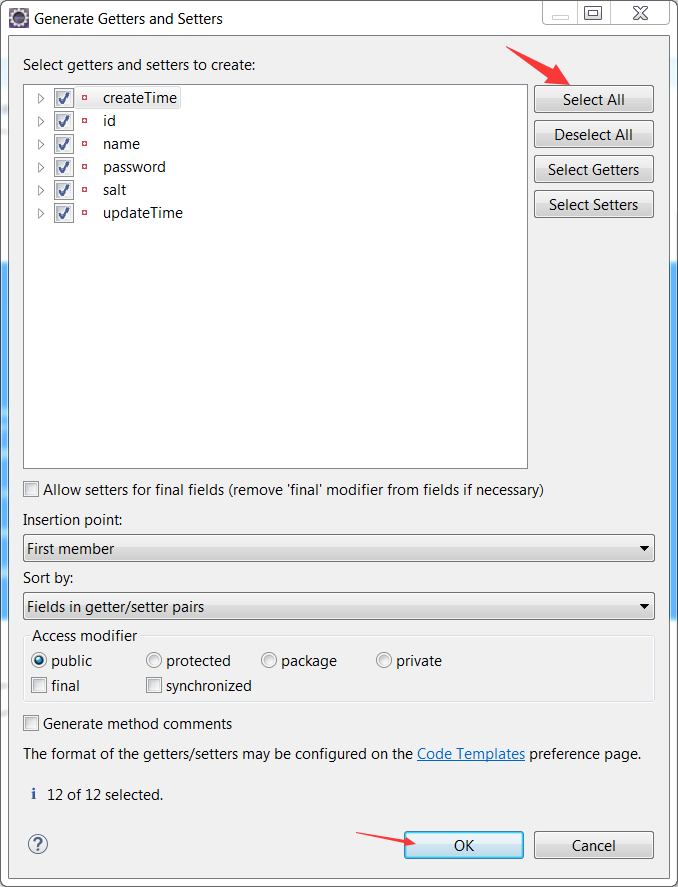 Generate Getters and Setters
Select getters and setters to create:
createTime
id
name
password
salt
updateTime
Select All
Deselect All
Select Getters
Select Setters
Allow setters for final fields (remove 'final' modifier from fields if necessary)
Insertion point:
First member
Sort by:
Fields in getter/setter pairs
Access modifier
public protected package private
final synchronized
Generate method comments
The format of the getters/setters may be configured on the Code Templates preference page.
i 12 of 12 selected.
? OK Cancel